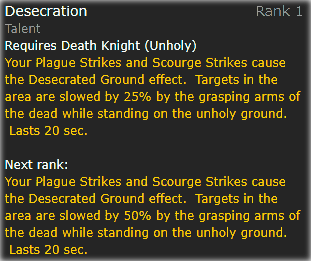 Desecration Rank 1
Talent
Requires Death Knight (Unholy)
Your Plague Strikes and Scourge Strikes cause
the Desecrated Ground effect.  Targets in the
area are slowed by 25% by the grasping arms of
the dead while standing on the unholy ground.
Lasts 20 sec.
Next rank:
Your Plague Strikes and Scourge Strikes cause
the Desecrated Ground effect.  Targets in the
area are slowed by 50% by the grasping arms of
the dead while standing on the unholy ground.
Lasts 20 sec.